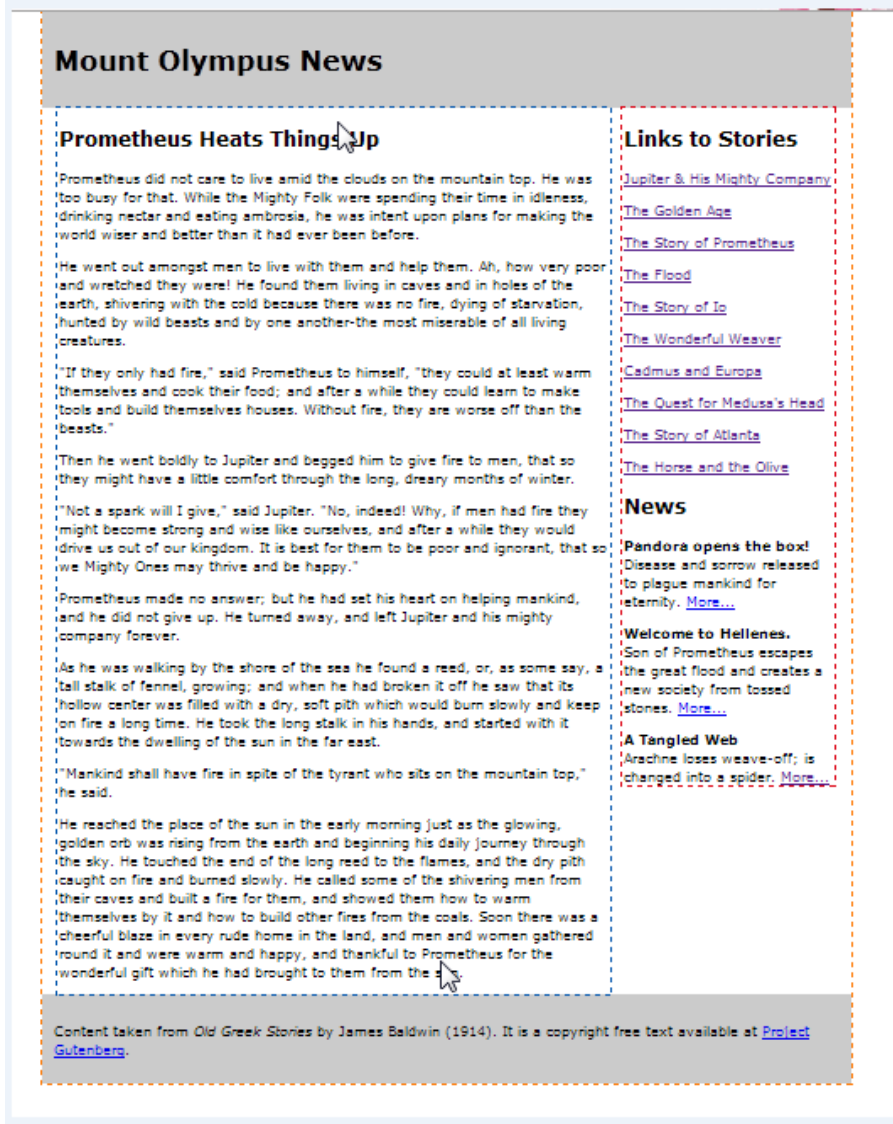 Mount Olympus News
Prometheus Heats Things Up
Prometheus did not care to live amid the clouds on the mountain top. He was
too busy for that. While the Mighty Folk were spending their time in idleness,
drinking nectar and eating ambrosia, he was intent upon plans for making the
world wiser and better than it had ever been before.
He went out amongst men to live with them and help them. Ah, how very poor
and wretched they were! He found them living in caves and in holes of the
earth, shivering with the cold because there was no fire, dying of starvation,
hunted by wild beasts and by one another-the most miserable of all living
creatures.
"If they only had fire," said Prometheus to himself, "they could at least warm
themselves and cook their food; and after a while they could learn to make
tools and build themselves houses. Without fire, they are worse off than the
beasts."
Then he went boldly to Jupiter and begged him to give fire to men, that so
they might have a little comfort through the long, dreary months of winter.
"Not a spark will I give," said Jupiter. "No, indeed! Why, if men had fire they
might become strong and wise like ourselves, and after a while they would
drive us out of our kingdom. It is best for them to be poor and ignorant, that so
we Mighty Ones may thrive and be happy."
Prometheus made no answer; but he had set his heart on helping mankind,
and he did not give up. He turned away, and left Jupiter and his mighty
company forever.
As he was walking by the shore of the sea he found a reed, or, as some say, a
tall stalk of fennel, growing; and when he had broken it off he saw that its
hollow center was filled with a dry, soft pith which would burn slowly and keep
on fire a long time. He took the long stalk in his hands, and started with it
towards the dwelling of the sun in the far east.
"Mankind shall have fire in spite of the tyrant who sits on the mountain top,"
he said.
He reached the place of the sun in the early morning just as the glowing,
golden orb was rising from the earth and beginning his daily journey through
the sky. He touched the end of the long reed to the flames, and the dry pith
caught on fire and burned slowly. He called some of the shivering men from
their caves and built a fire for them, and showed them how to warm
themselves by it and how to build other fires from the coals. Soon there was a
cheerful blaze in every rude home in the land, and men and women gathered
round it and were warm and happy, and thankful to Prometheus for the
wonderful gift which he had brought to them from the sun.
Links to Stories
Jupiter & His Mighty Company
The Golden Age
The Story of Prometheus
The Flood
The Story of Io
The Wonderful Weaver
Cadmus and Europa
The Quest for Medusa's Head
The Story of Atlanta
The Horse and the Olive
News
Pandora opens the box!
Disease and sorrow released
to plague mankind for
eternity. More...
Welcome to Hellenes.
Son of Prometheus escapes
the great flood and creates a
new society from tossed
stones. More...
A Tangled Web
Arachne loses weave-off; is
changed into a spider. More...
Content taken from Old Greek Stories by James Baldwin (1914). It is a copyright free text available at Project
Gutenberg.